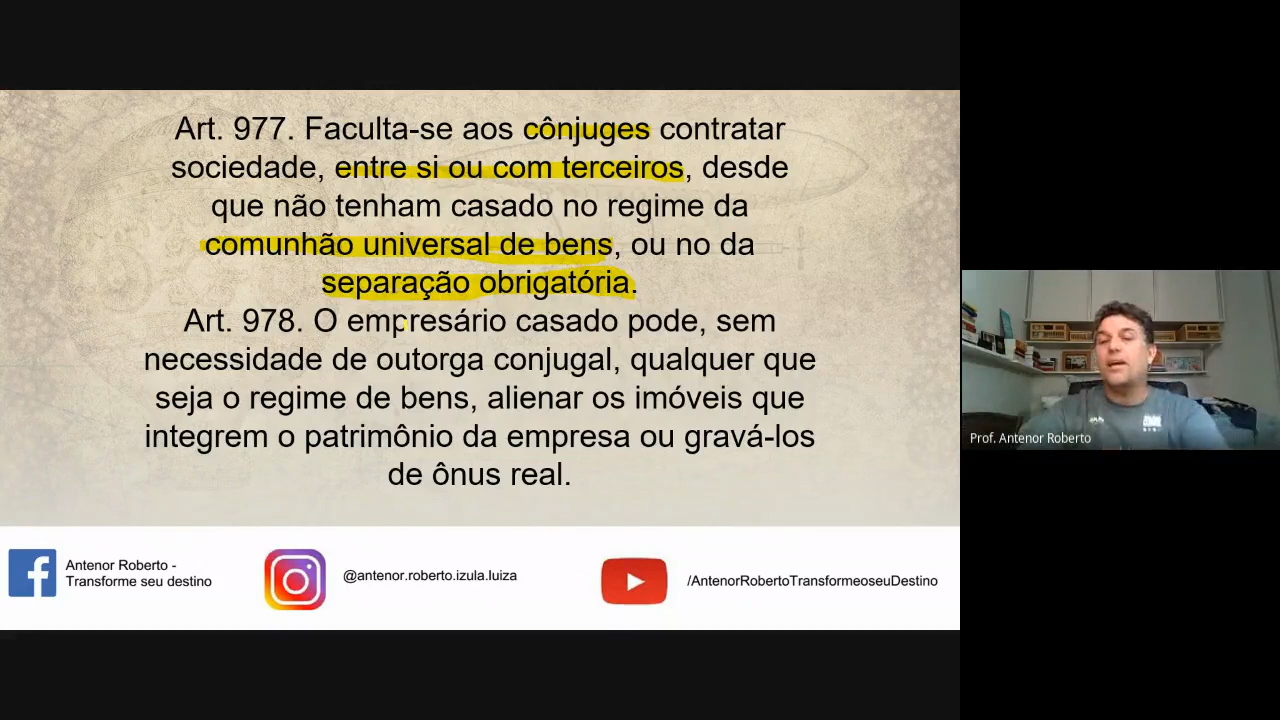 Art. 977. Faculta-se aos cônjuges contratar
sociedade, entre si ou com terceiros, desde
que não tenham casado no regime da
comunhão universal de bens, ou no da
separação obrigatória.
Art. 978. O empresário casado pode, sem
necessidade de outorga conjugal, qualquer que
seja o regime de bens, alienar os imóveis que
integrem o patrimônio da empresa ou gravá-los
de ônus real.
Prof. Antenor Roberto
Antenor Roberto -
Transforme seu destino
@antenor.roberto.izula.luiza
/AntenorRobertoTransformeoseuDestino